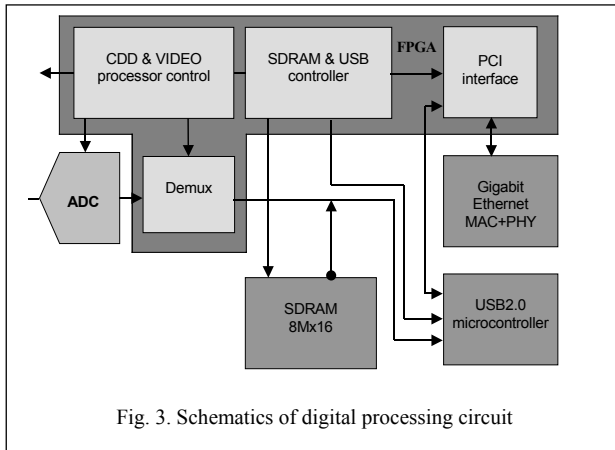 CDD & VIDEO
processor control
SDRAM & USB
controller
FPGA
PCI
interface
ADC
Demux
Gigabit
Ethernet
MAC+PHY
SDRAM
8Mx16
USB2.0
microcontroller
Fig. 3. Schematics of digital processing circuit